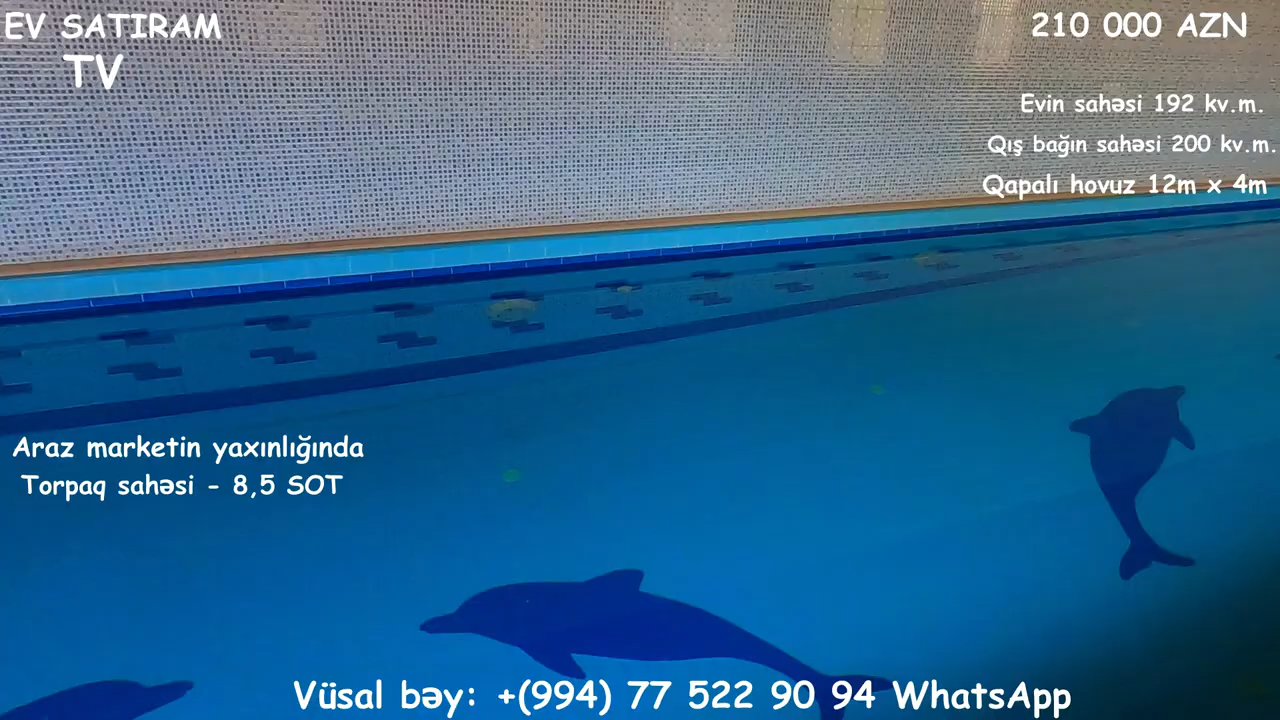 EV SATIRAM
TV
210 000 AZN
Evin sahəsi 192 kv.m.
Qış bağın sahəsi 200 kv.m.
Qapalı hovuz 12m x 4m
Araz marketin yaxınlığında
Torpaq sahəsi - 8,5 SOT
Vüsal bəy: +(994) 77 522 90 94 WhatsApp